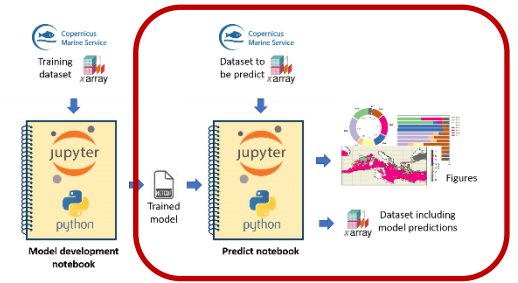 Copernicus
Marine Service
Training
dataset
xarray
jupyter
python
Model development
notebook
Trained
model
Copernicus
Marine Service
Dataset to
be predict
xarray
jupyter
python
Predict notebook
Figures
xarray
Dataset including
model predictions